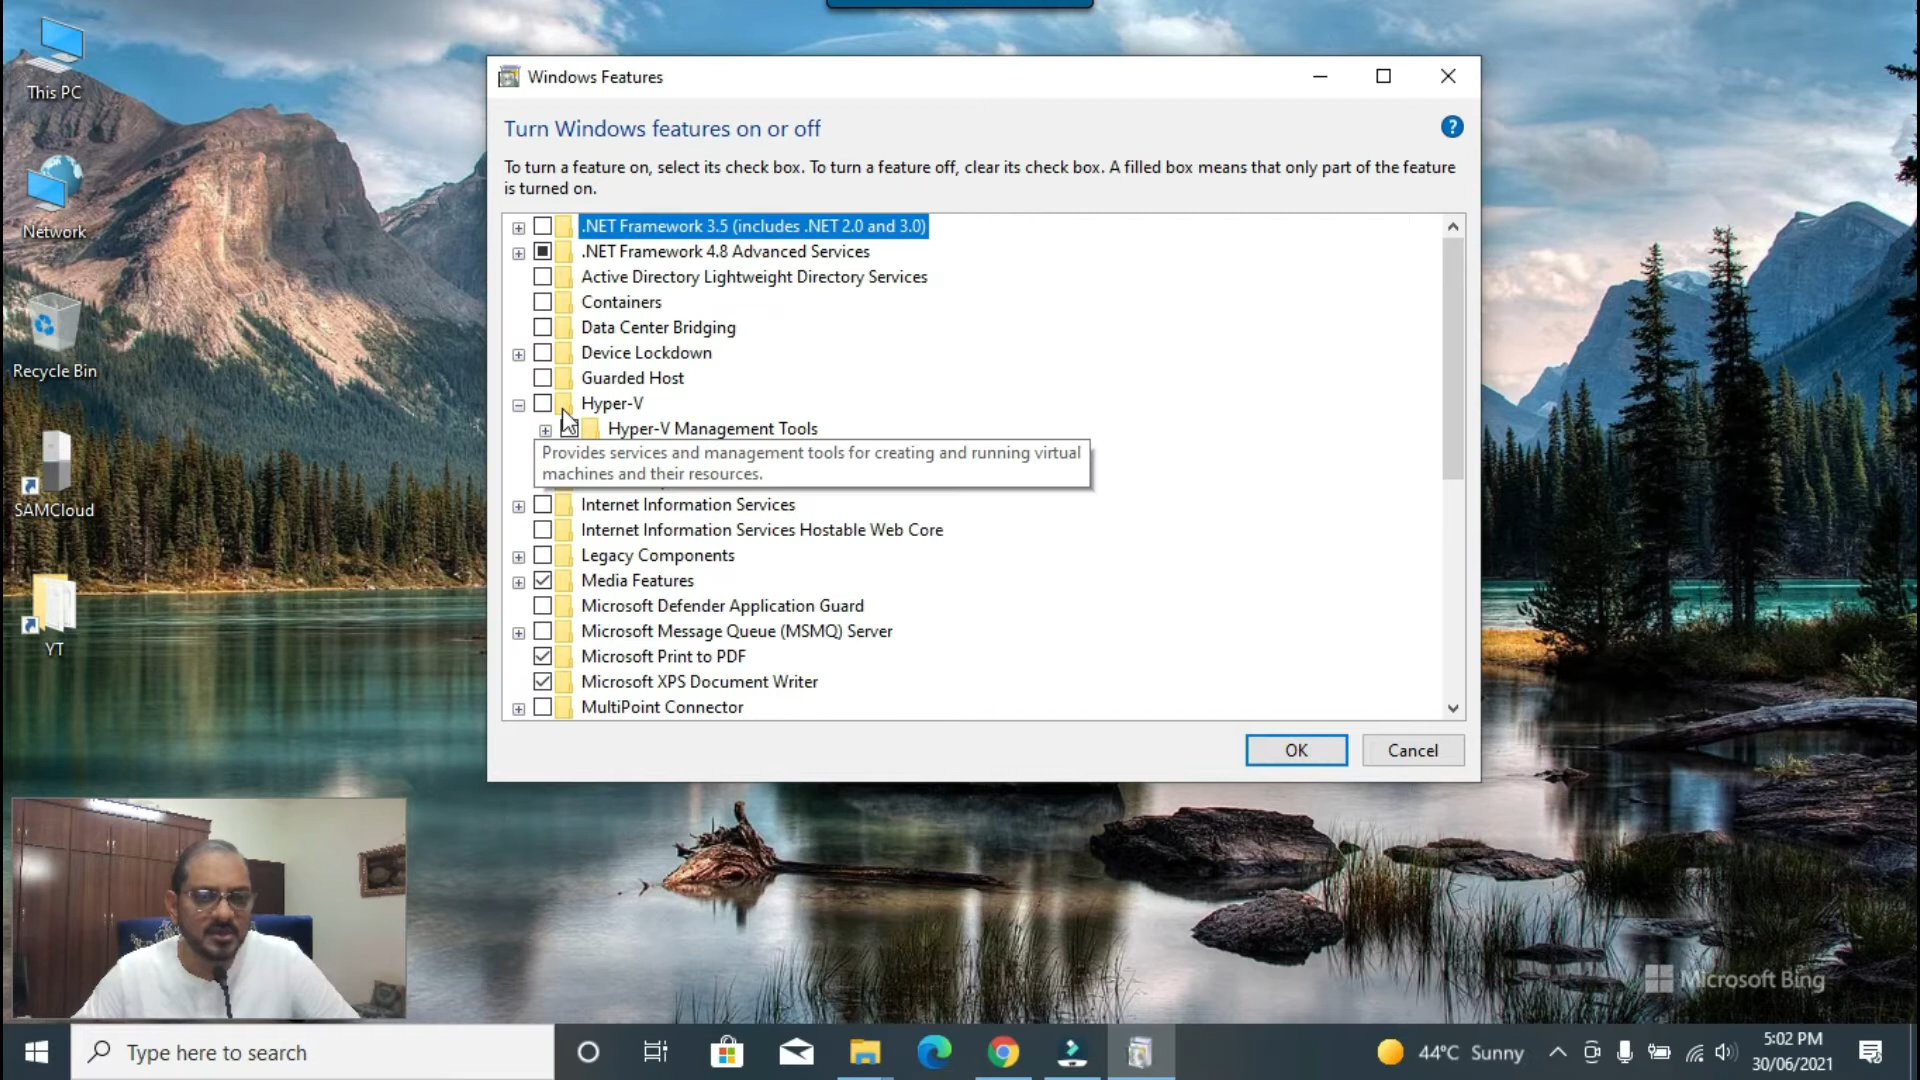 This PC
Network
Recycle Bin
SAMCloud
YT
Windows Features
Turn Windows features on or off
?
To turn a feature on, select its check box. To turn a feature off, clear its check box. A filled box means that only part of the feature
is turned on.
.NET Framework 3.5 (includes .NET 2.0 and 3.0)
.NET Framework 4.8 Advanced Services
Active Directory Lightweight Directory Services
Containers
Data Center Bridging
Device Lockdown
Guarded Host
Hyper-V
Hyper-V Management Tools
Provides services and management tools for creating and running virtual
machines and their resources.
Internet Information Services
Internet Information Services Hostable Web Core
Legacy Components
Media Features
Microsoft Defender Application Guard
Microsoft Message Queue (MSMQ) Server
Microsoft Print to PDF
Microsoft XPS Document Writer
MultiPoint Connector
OK
Cancel
Microsoft Bing
Type here to search
44°C Sunny
5:02 PM
30/06/2021